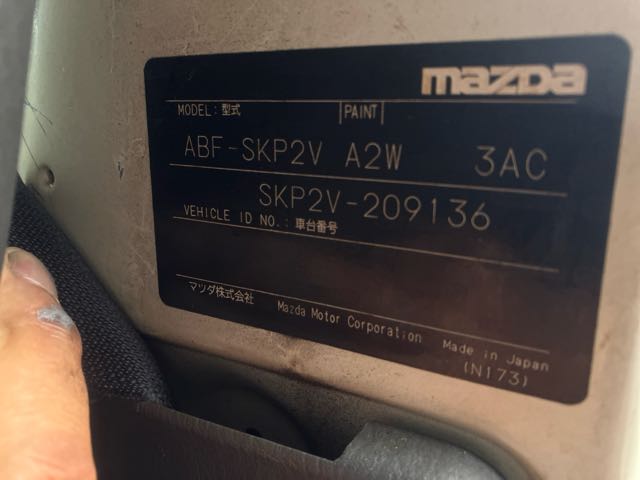 mazda
MODEL: 型式 PAINT
ABF-SKP2V A2W 3AC
SKP2V-209136
VEHICLE ID NO.: 車台番号
マツダ株式会社 Mazda Motor Corporation Made in Japan
(N173)